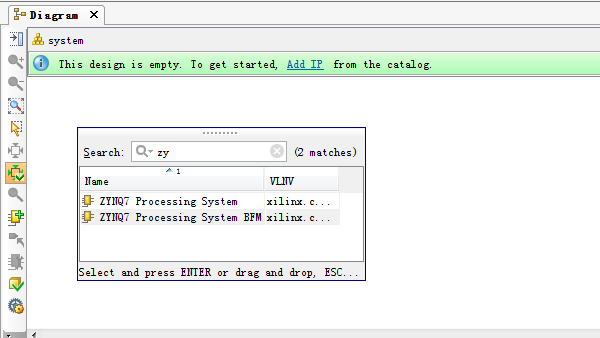 Diagram
system
This design is empty. To get started, Add IP from the catalog.
Search: zy (2 matches)
Name 1 VLNV
ZYNQ7 Processing System xilinx.c...
ZYNQ7 Processing System BFM xilinx.c...
Select and press ENTER or drag and drop, ESC...